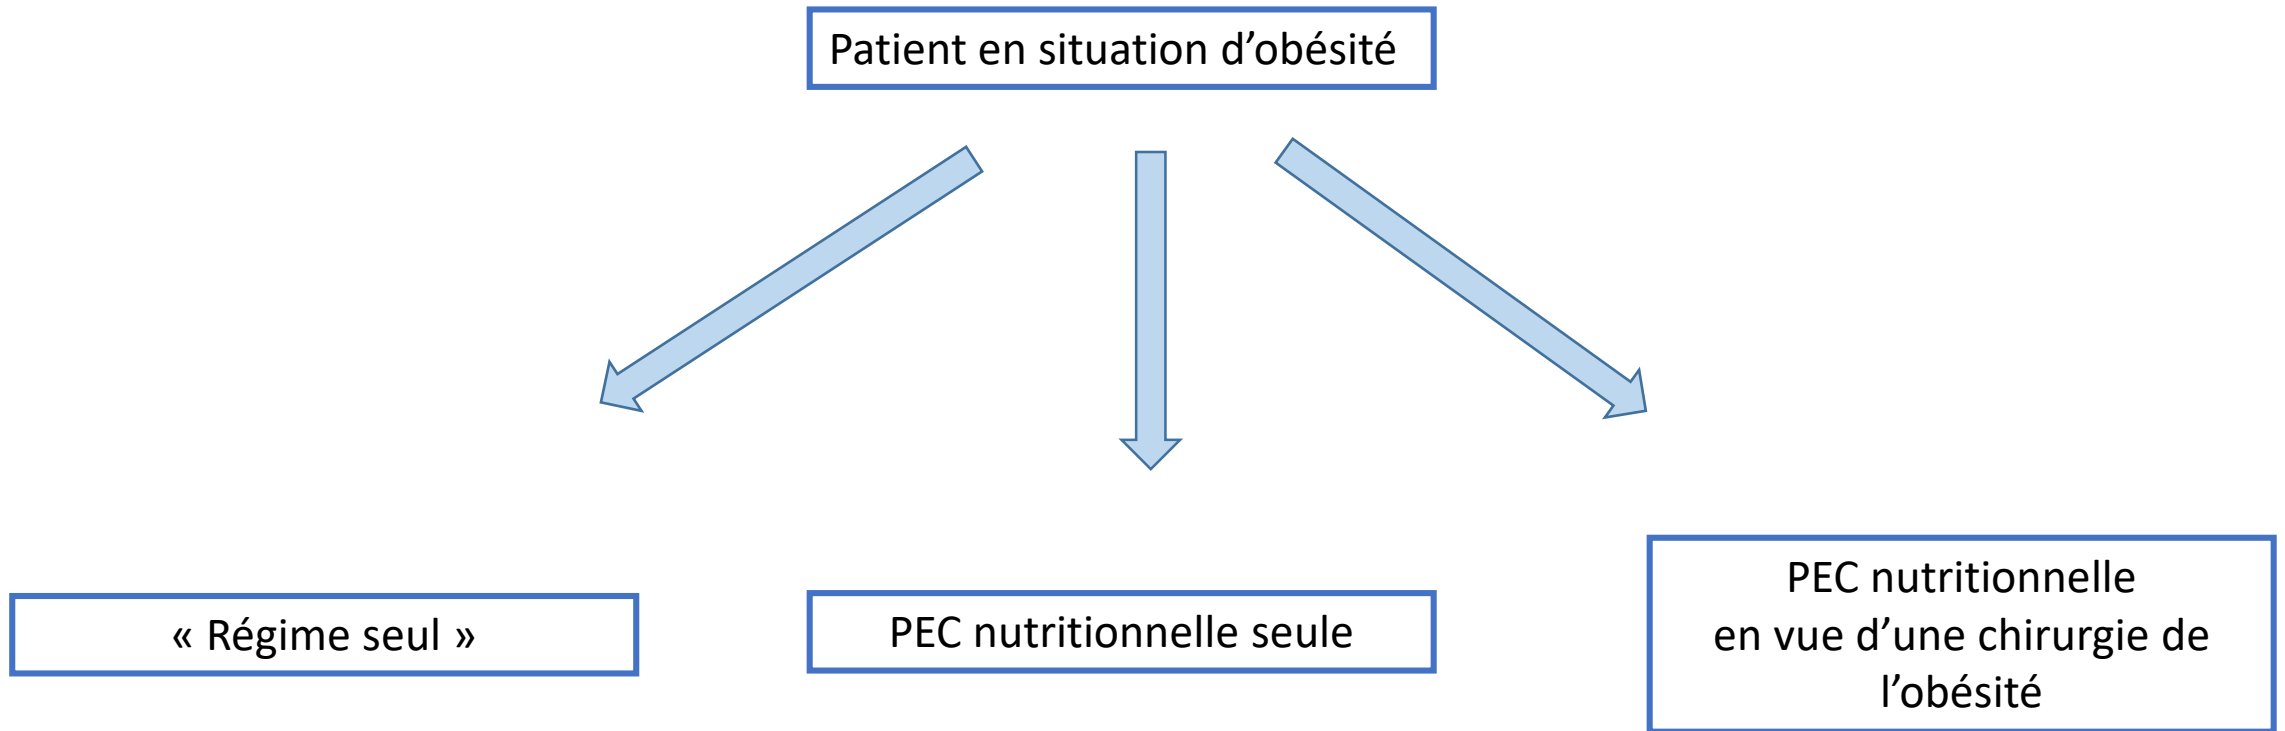 Patient en situation d’obésité
« Régime seul »
PEC nutritionnelle seule
PEC nutritionnelle
en vue d’une chirurgie de
l’obésité